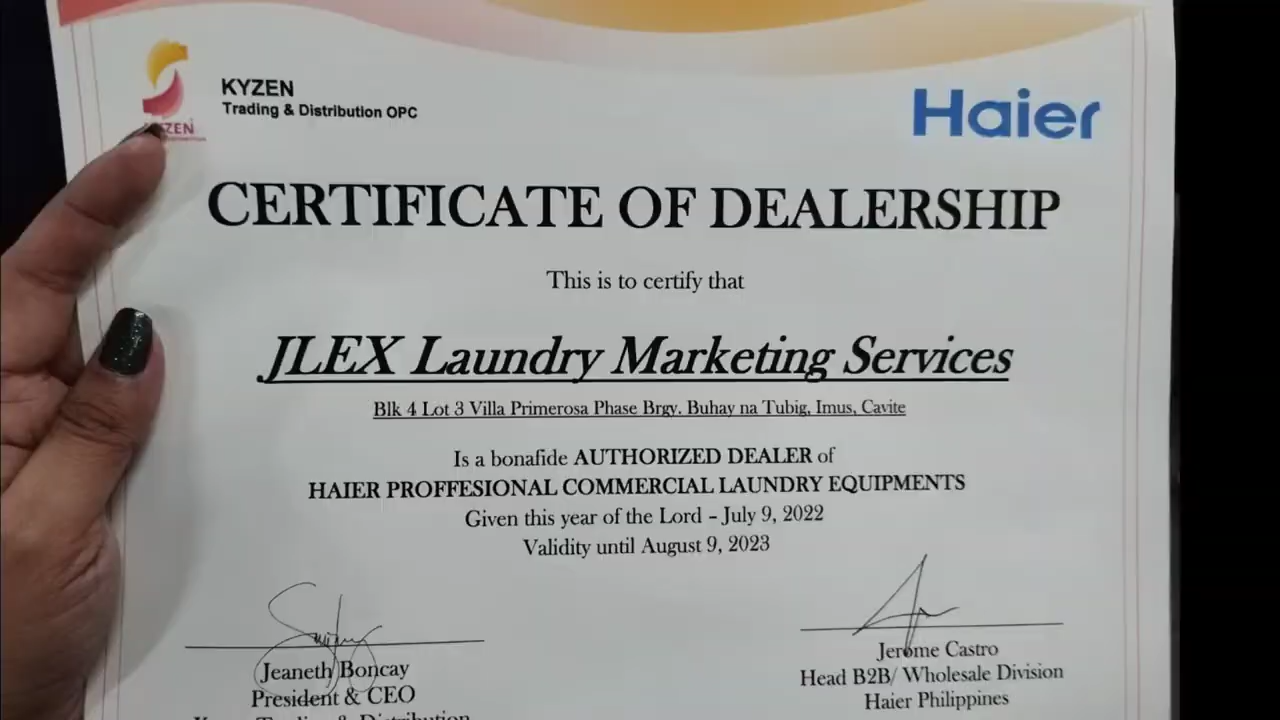 KYZEN
Trading & Distribution OPC
Haier
CERTIFICATE OF DEALERSHIP
This is to certify that
JLEX Laundry Marketing Services
Blk 4 Lot 3 Villa Primerosa Phase Brgy. Buhay na Tubig, Imus, Cavite
Is a bonafide AUTHORIZED DEALER of
HAIER PROFFESIONAL COMMERCIAL LAUNDRY EQUIPMENTS
Given this year of the Lord – July 9, 2022
Validity until August 9, 2023
Jeaneth Boncay
President & CEO
Trading & Distribution
Jerome Castro
Head B2B/ Wholesale Division
Haier Philippines